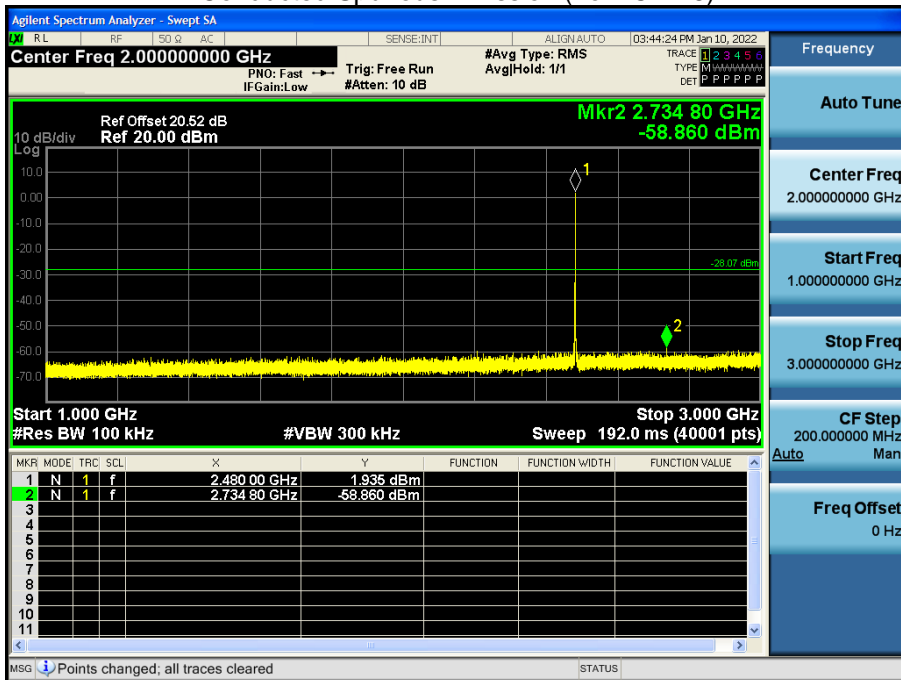 Agilent Spectrum Analyzer - Swept SA
LXI RL RF 50 Ω AC SENSE:INT ALIGN AUTO 03:44:24 PM Jan 10, 2022
Center Freq 2.000000000 GHz
PNO: Fast
IFGain:Low
Trig: Free Run
#Atten: 10 dB
#Avg Type: RMS
Avg|Hold: 1/1
TRACE 1 2 3 4 5 6
TYPE MWWWWW
DET P P P P P P
Frequency
Mkr2 2.734 80 GHz
-58.860 dBm
Ref Offset 20.52 dB
10 dB/div Ref 20.00 dBm
Log
10.0
0.00
-10.0
-20.0
-30.0
-40.0
-50.0
-60.0
-70.0
1
-28.07 dBm
2
Start 1.000 GHz Stop 3.000 GHz
#Res BW 100 kHz #VBW 300 kHz Sweep 192.0 ms (40001 pts)
Auto Tune
Center Freq
2.000000000 GHz
Start Freq
1.000000000 GHz
Stop Freq
3.000000000 GHz
CF Step
200.000000 MHz
Auto Man
Freq Offset
0 Hz
MKR MODE TRC SCL X Y FUNCTION FUNCTION WIDTH FUNCTION VALUE
1 N 1 f 2.480 00 GHz 1.935 dBm
2 N 1 f 2.734 80 GHz -58.860 dBm
3
4
5
6
7
8
9
10
11
MSG Points changed; all traces cleared STATUS